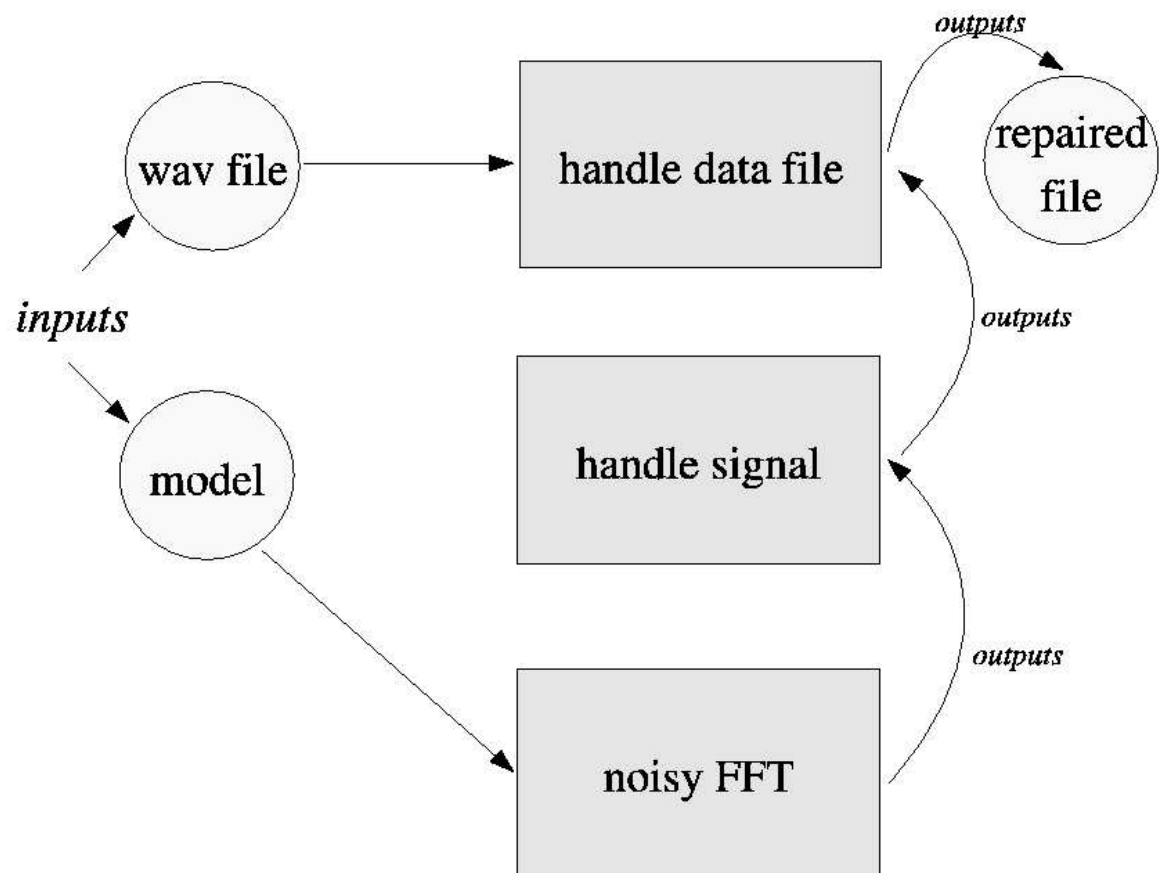 outputs
wav file
handle data file
repaired
file
inputs
outputs
model
handle signal
outputs
noisy FFT